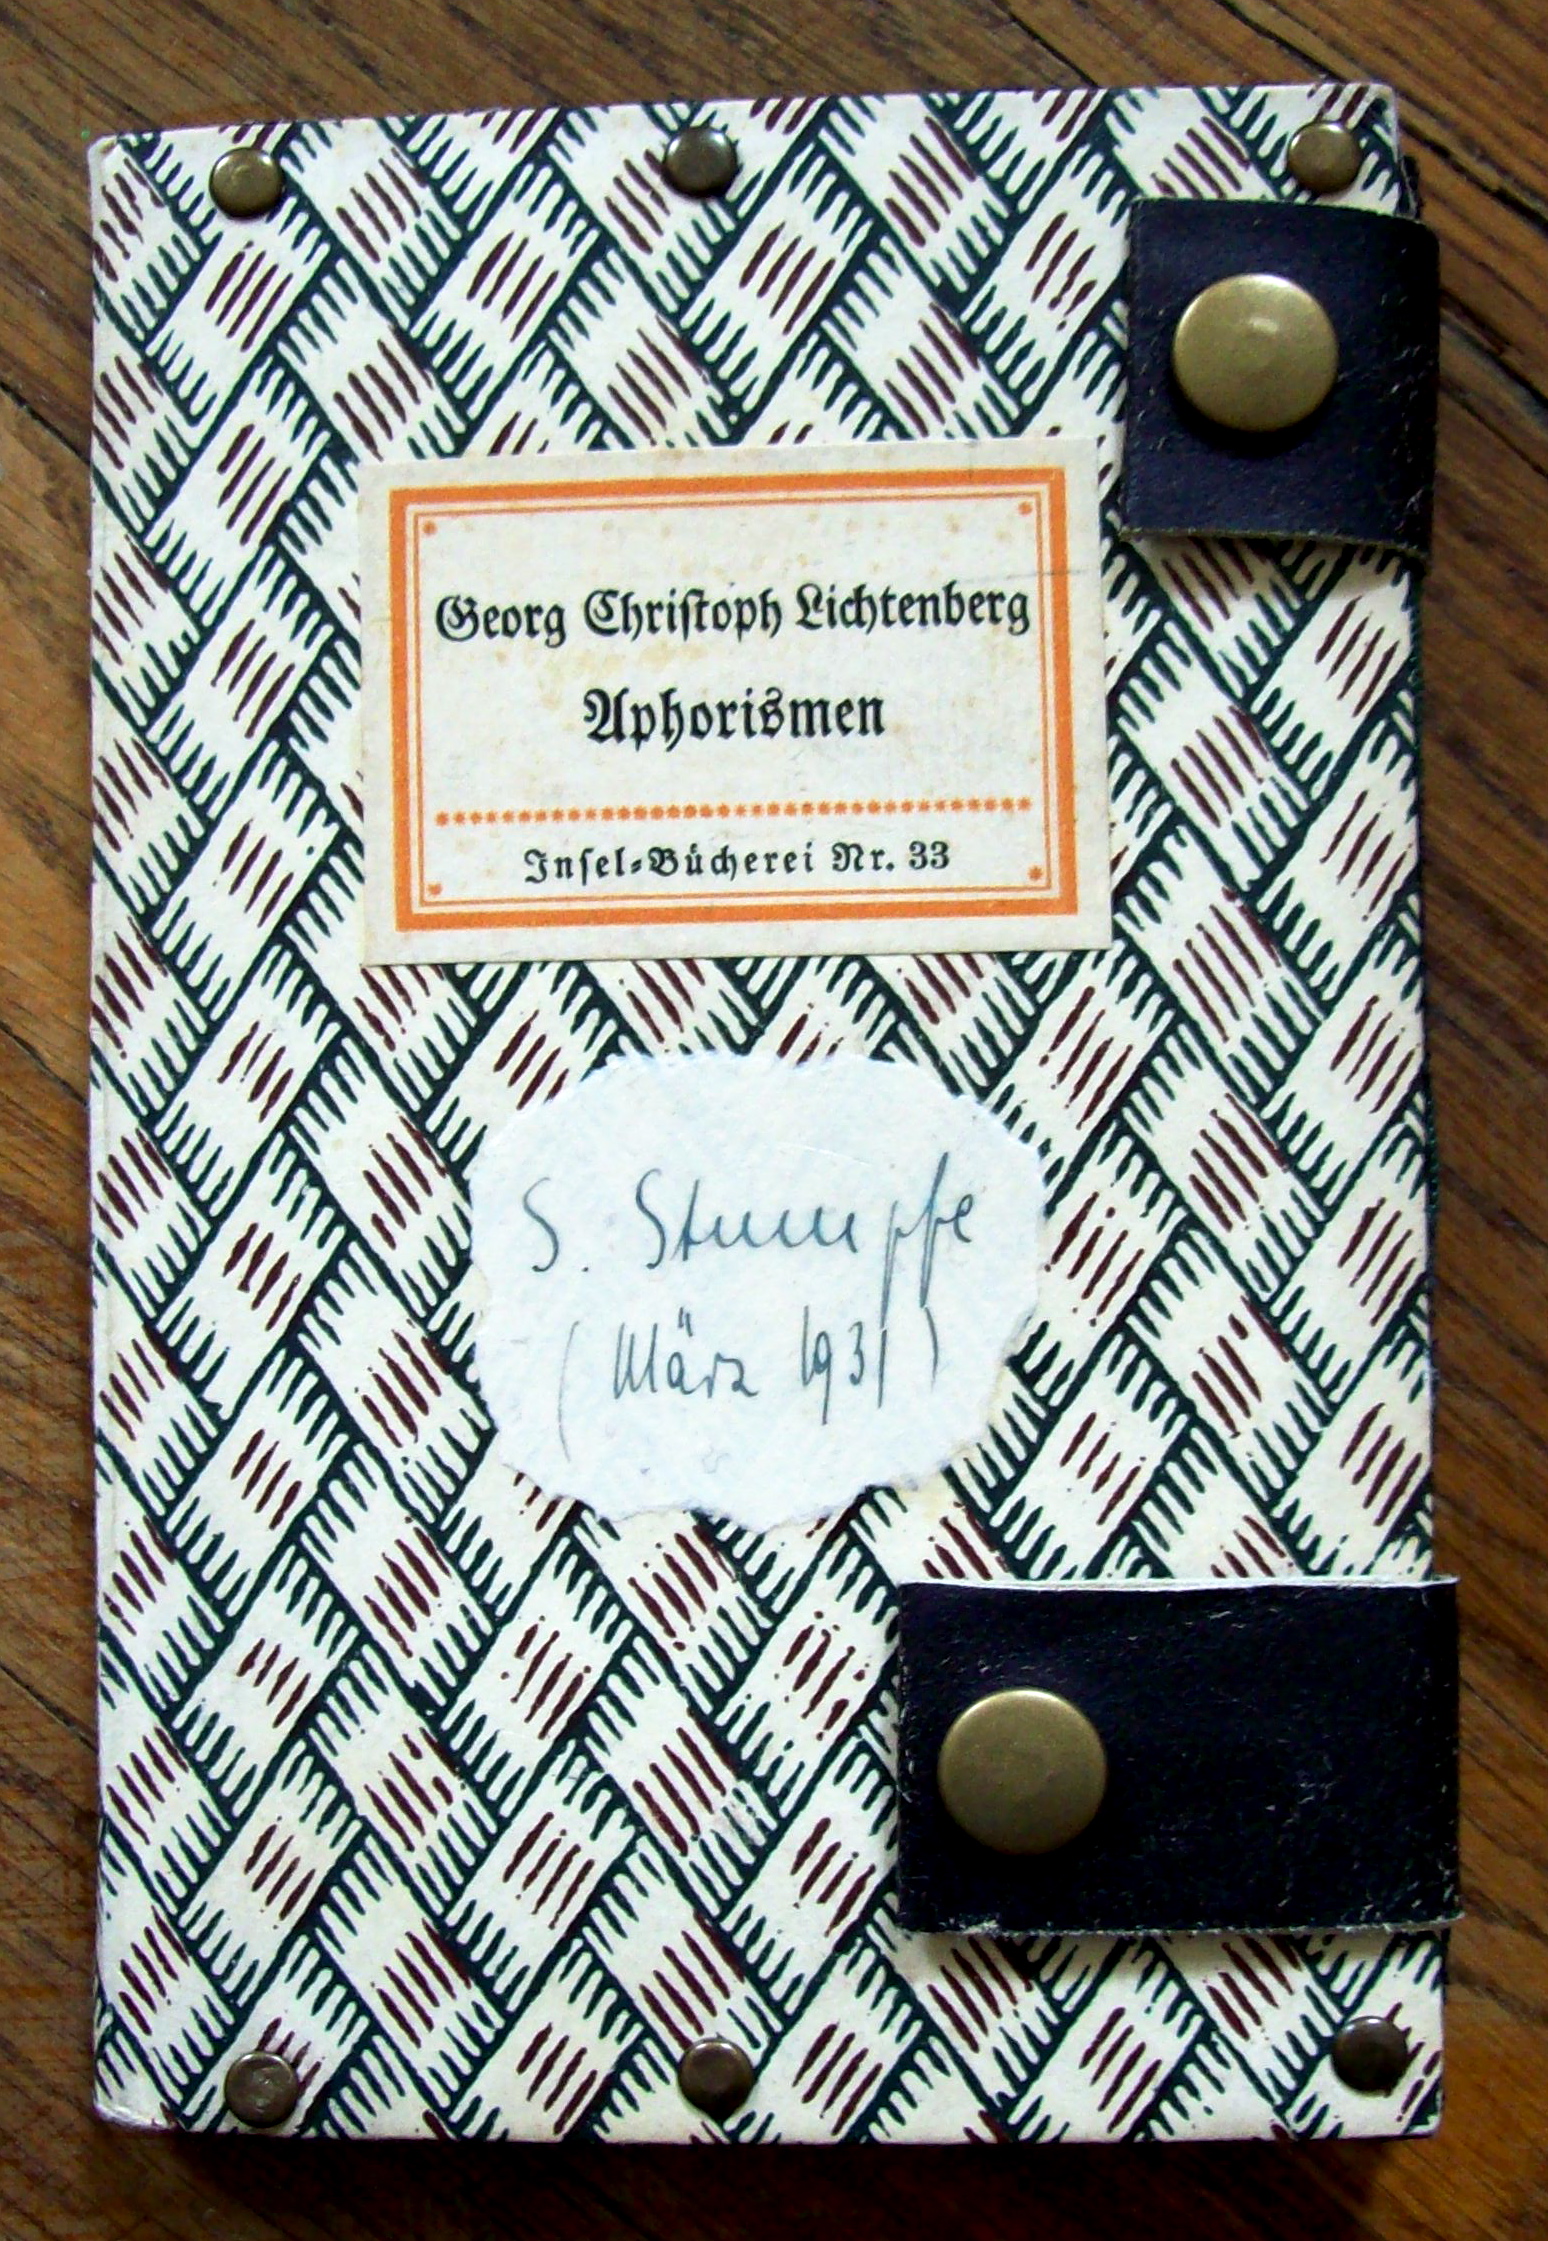 Georg Christoph Lichtenberg
Aphorismen
Insel-Bücherei Nr. 33
S. Stumpfe
(März 1931)